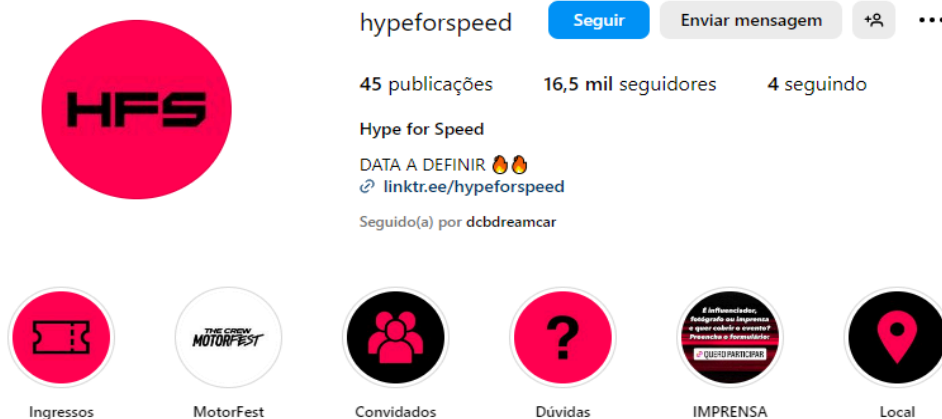 HFS
hypeforspeed Seguir Enviar mensagem
45 publicações 16,5 mil seguidores 4 seguindo
Hype for Speed
DATA A DEFINIR 🔥🔥
linktr.ee/hypeforspeed
Seguido(a) por dcbdreamcar
THE CREW
MOTORFEST
?
É influenciador,
fotógrafo ou imprensa
e quer cobrir o evento?
Preencha o formulário:
QUERO PARTICIPAR
Ingressos MotorFest Convidados Dúvidas IMPRENSA Local